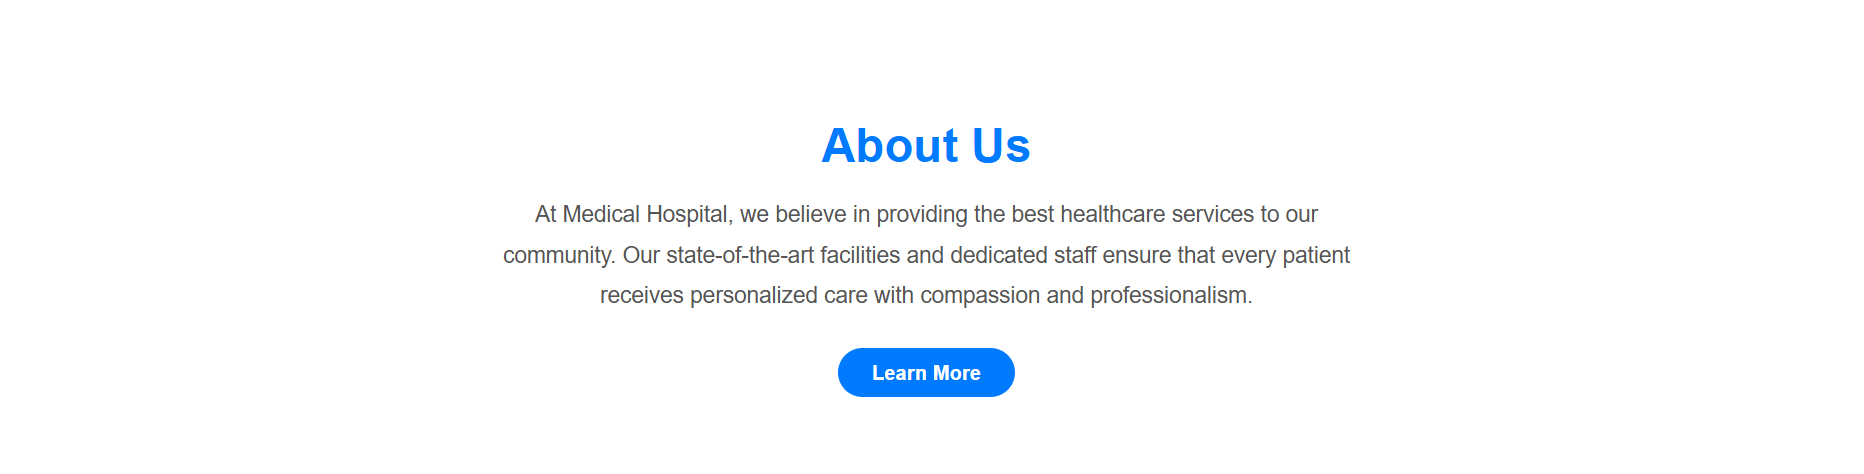 About Us
At Medical Hospital, we believe in providing the best healthcare services to our
community. Our state-of-the-art facilities and dedicated staff ensure that every patient
receives personalized care with compassion and professionalism.
Learn More